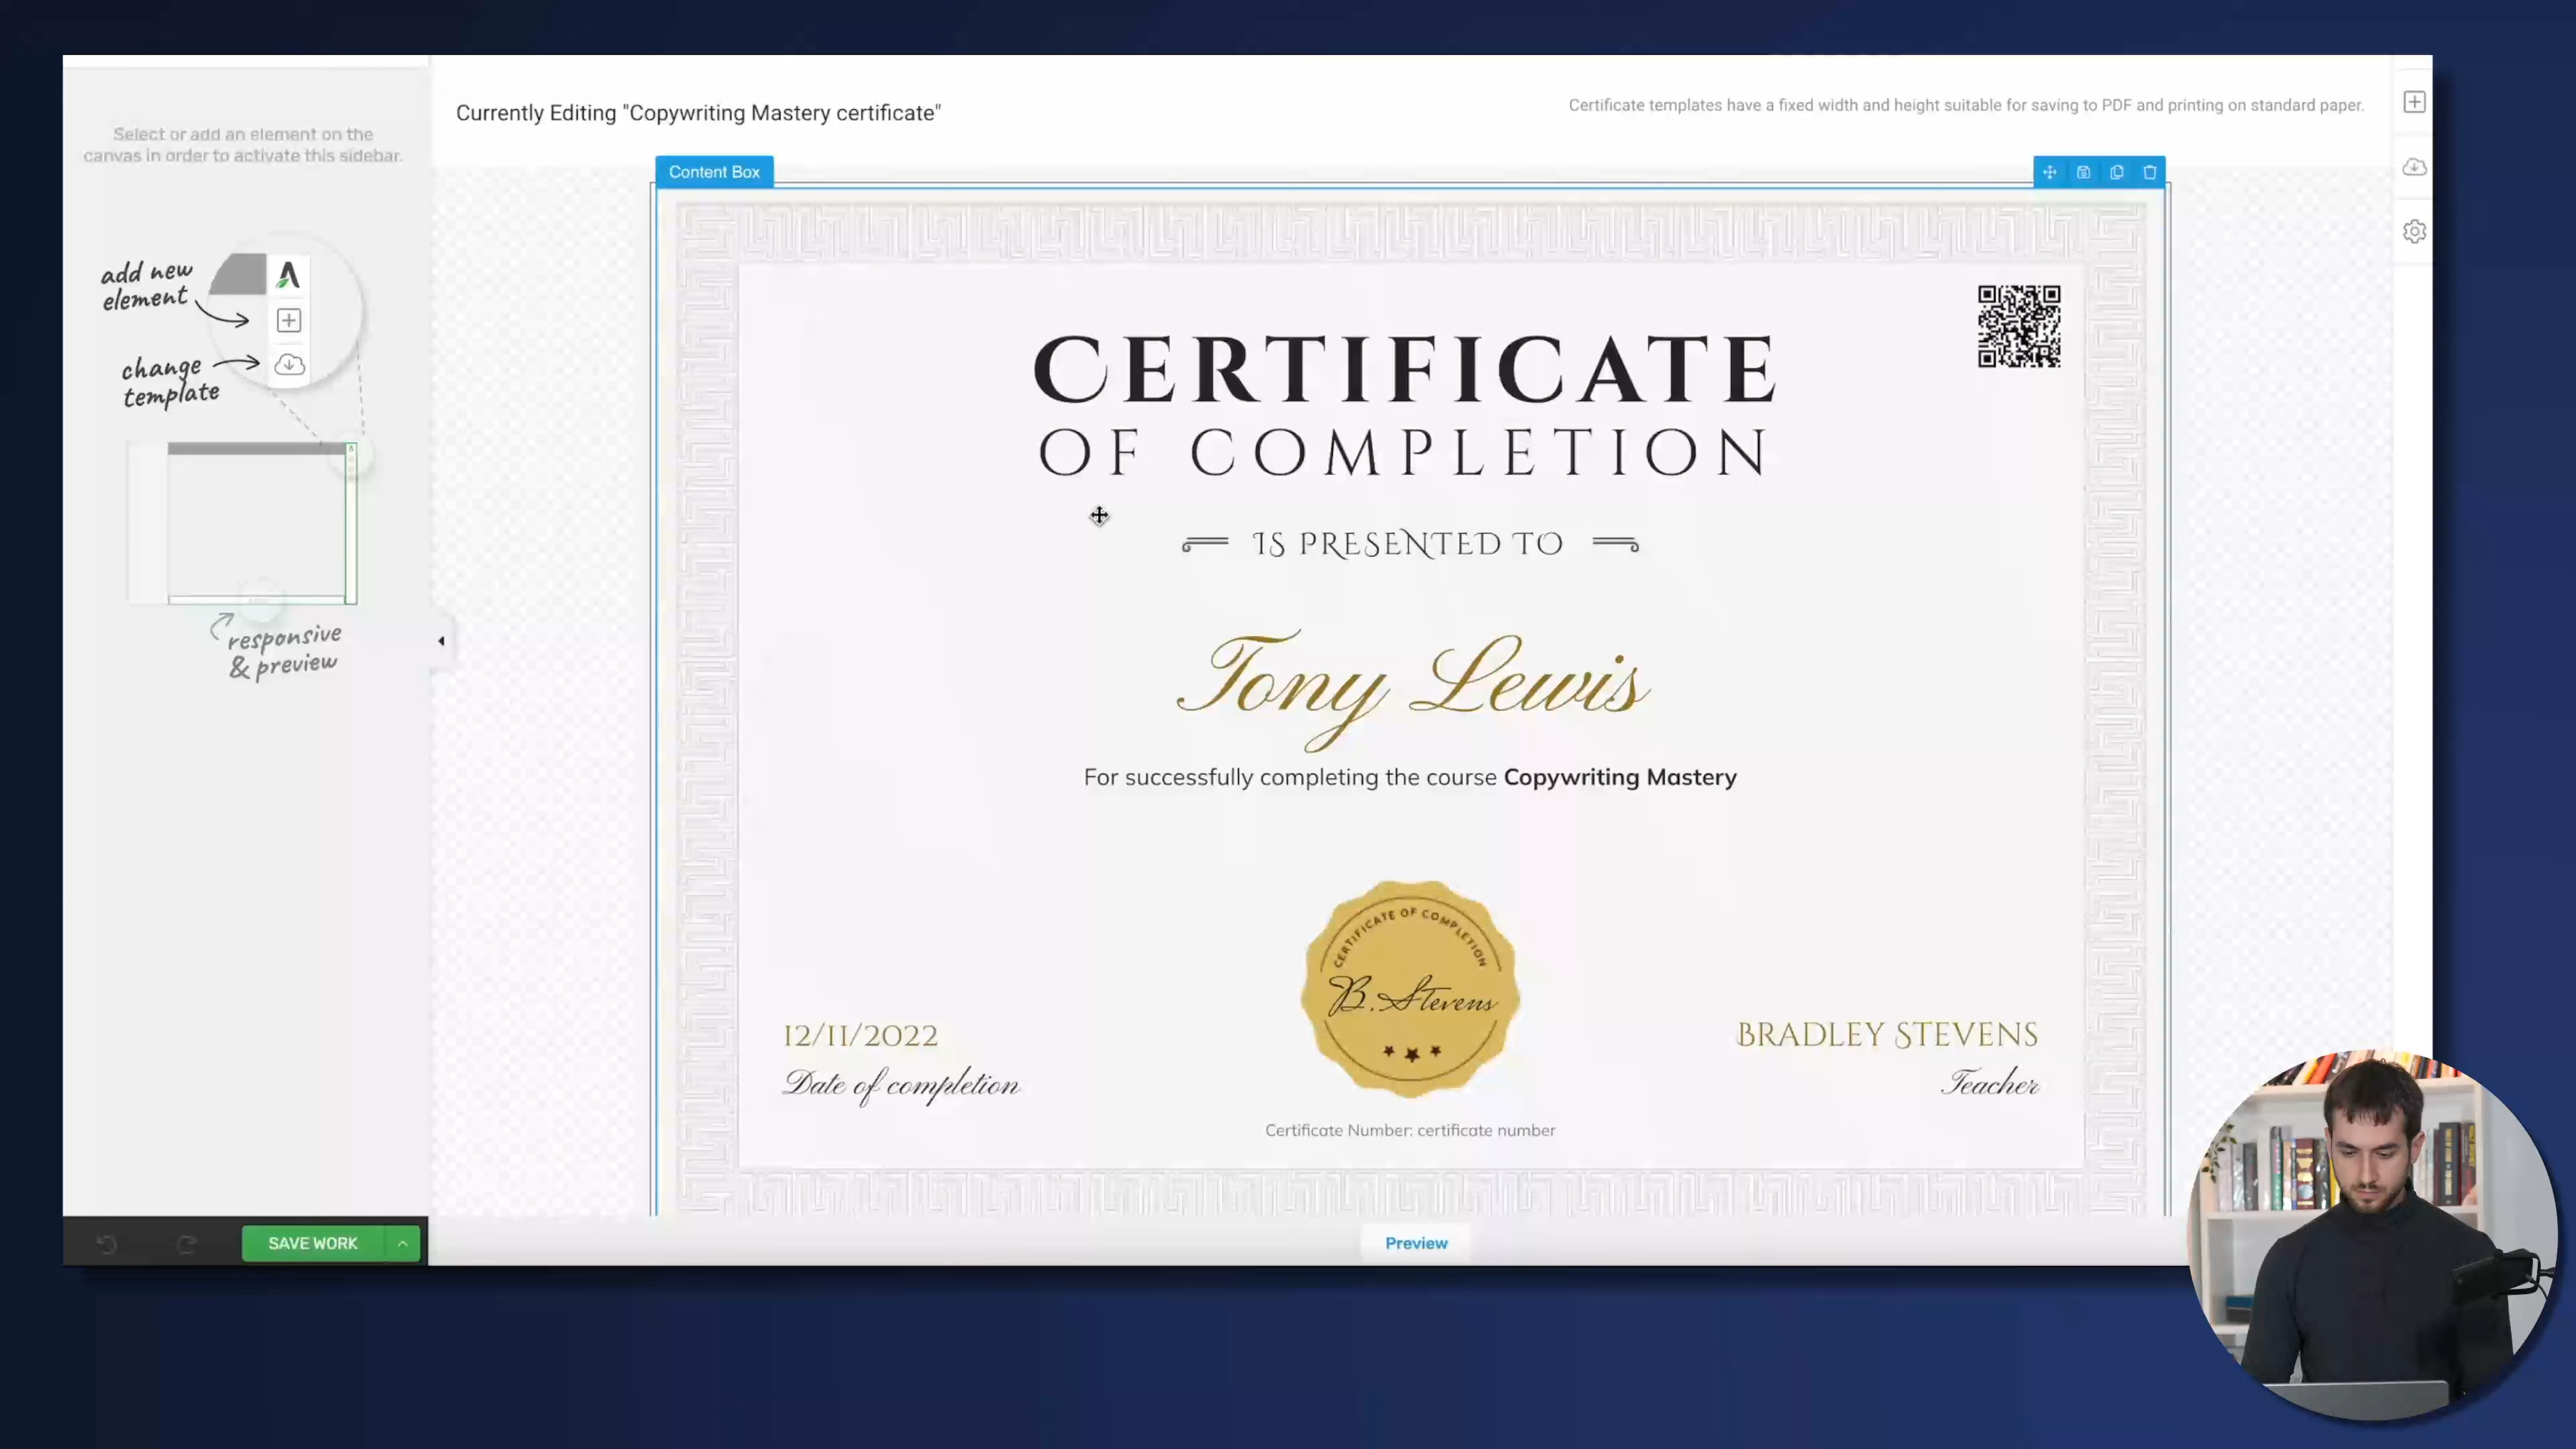 Select or add an element on the
canvas in order to activate this sidebar.
add new
element
change
template
responsive
& preview
SAVE WORK
Currently Editing "Copywriting Mastery certificate"
Certificate templates have a fixed width and height suitable for saving to PDF and printing on standard paper.
Content Box
CERTIFICATE
OF COMPLETION
IS PRESENTED TO
Tony Lewis
For successfully completing the course Copywriting Mastery
CERTIFICATE OF COMPLETION
B. Stevens
12/11/2022
Date of completion
BRADLEY STEVENS
Teacher
Certificate Number: certificate number
Preview